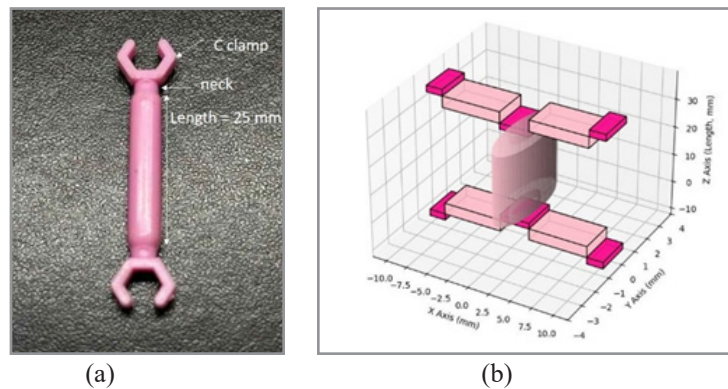 C clamp
neck
Length = 25 mm
(a)
30
20
10
0
−10
Z Axis (Length, mm)
4
3
2
1
0
−1
−2
−3
−4
Y Axis (mm)
−10.0
−7.5
−5.0
−2.5
0.0
2.5
5.0
7.5
10.0
X Axis (mm)
(b)